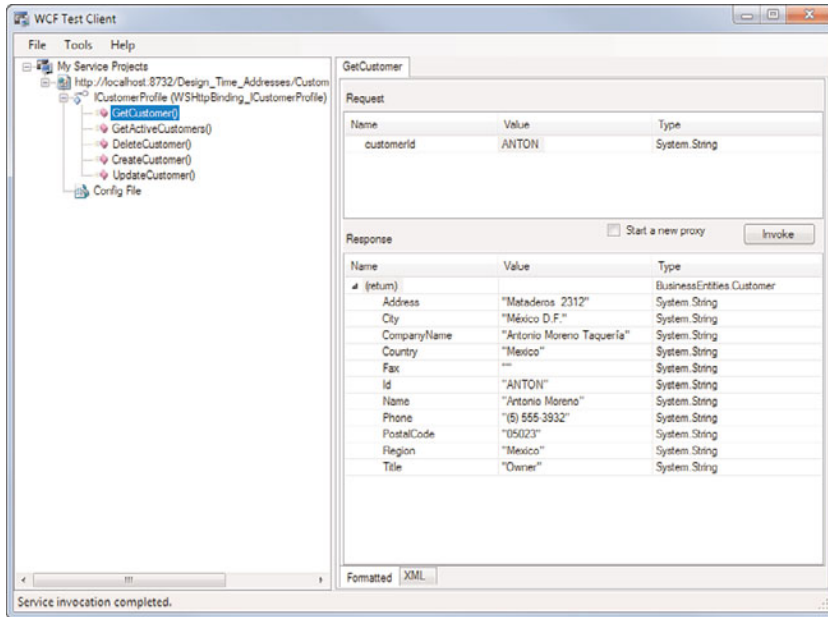 WCF Test Client
File Tools Help
My Service Projects
http://localhost:8732/Design_Time_Addresses/Custom
ICustomerProfile (WSHttpBinding_ICustomerProfile)
GetCustomer()
GetActiveCustomers()
DeleteCustomer()
CreateCustomer()
UpdateCustomer()
Config File
GetCustomer
Request
Name Value Type
customerId ANTON System.String
Response Start a new proxy Invoke
Name Value Type
(return) BusinessEntities.Customer
Address "Mataderos 2312" System.String
City "México D.F." System.String
CompanyName "Antonio Moreno Taquería" System.String
Country "Mexico" System.String
Fax "" System.String
Id "ANTON" System.String
Name "Antonio Moreno" System.String
Phone "(5) 555-3932" System.String
PostalCode "05023" System.String
Region "Mexico" System.String
Title "Owner" System.String
Formatted XML
Service invocation completed.